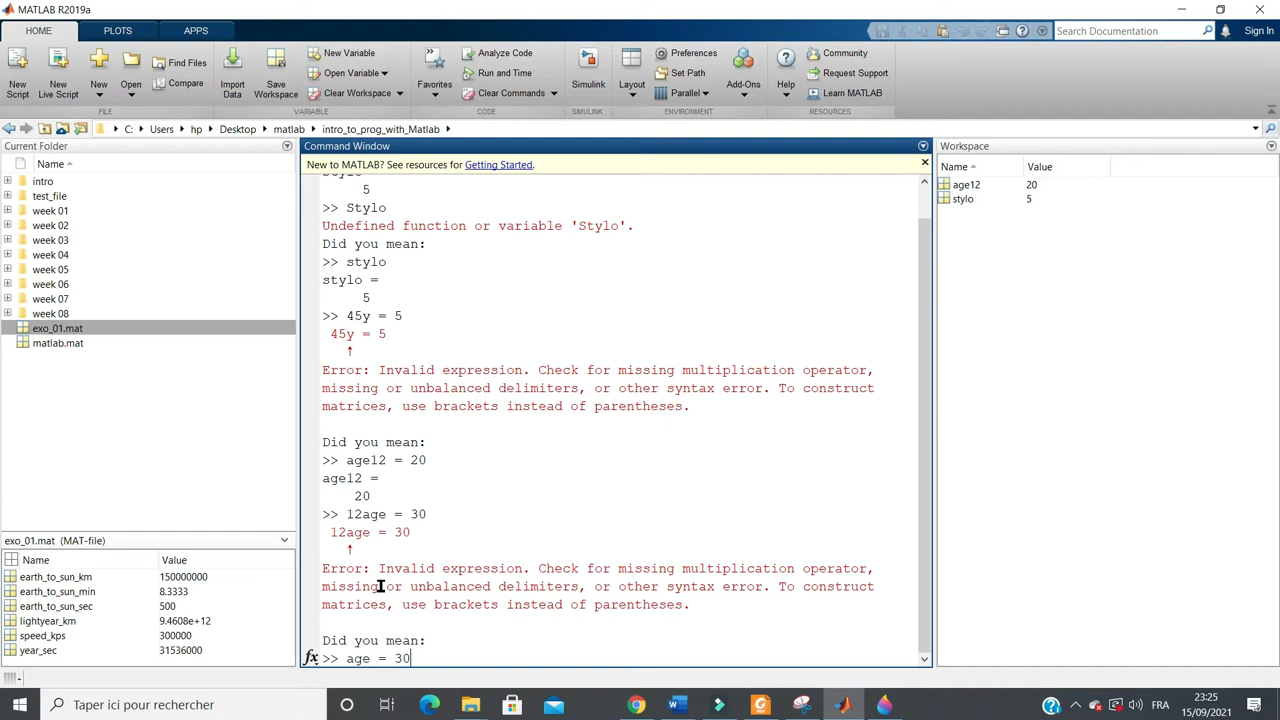 MATLAB R2019a
HOME
PLOTS
APPS
Search Documentation
Sign In
New Script
New Live Script
New
Open
Find Files
Compare
Import Data
Save Workspace
New Variable
Open Variable
Clear Workspace
Favorites
Analyze Code
Run and Time
Clear Commands
Simulink
Layout
Preferences
Set Path
Parallel
Add-Ons
Help
Community
Request Support
Learn MATLAB
FILE
VARIABLE
CODE
SIMULINK
ENVIRONMENT
RESOURCES
C: Users hp Desktop matlab intro_to_prog_with_Matlab
Current Folder
Name
intro
test_file
week 01
week 02
week 03
week 04
week 05
week 06
week 07
week 08
exo_01.mat
matlab.mat
exo_01.mat (MAT-file)
Name Value
earth_to_sun_km 150000000
earth_to_sun_min 8.3333
earth_to_sun_sec 500
lightyear_km 9.4608e+12
speed_kps 300000
year_sec 31536000
Command Window
New to MATLAB? See resources for Getting Started.
5
>> Stylo
Undefined function or variable 'Stylo'.
Did you mean:
>> stylo
stylo =
5
>> 45y = 5
45y = 5
↑
Error: Invalid expression. Check for missing multiplication operator,
missing or unbalanced delimiters, or other syntax error. To construct
matrices, use brackets instead of parentheses.
Did you mean:
>> age12 = 20
age12 =
20
>> 12age = 30
12age = 30
↑
Error: Invalid expression. Check for missing multiplication operator,
missing or unbalanced delimiters, or other syntax error. To construct
matrices, use brackets instead of parentheses.
Did you mean:
fx >> age = 30
Workspace
Name Value
age12 20
stylo 5
Taper ici pour rechercher
FRA
23:25
15/09/2021